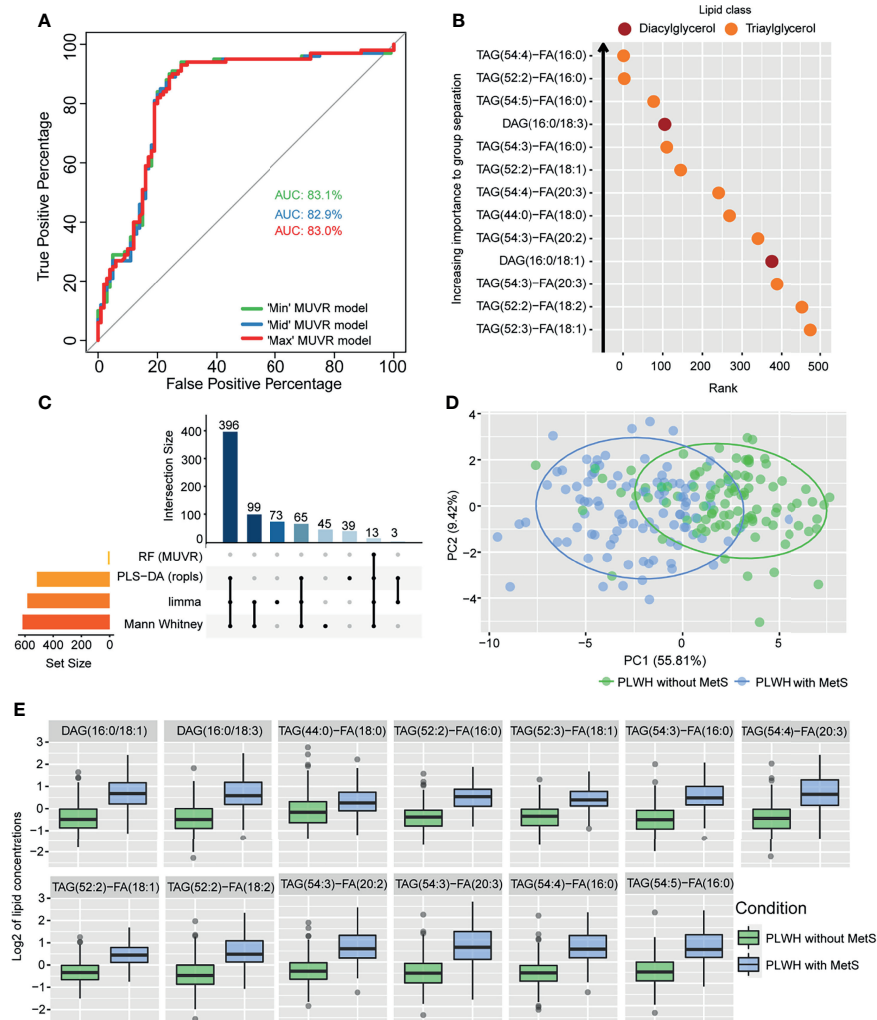 A
100
80
60
40
20
0
True Positive Percentage
AUC: 83.1%
AUC: 82.9%
AUC: 83.0%
'Min' MUVR model
'Mid' MUVR model
'Max' MUVR model
0 20 40 60 80 100
False Positive Percentage
B
Lipid class
Diacylglycerol Triaylglycerol
Increasing importance to group separation
TAG(54:4)−FA(16:0)
TAG(52:2)−FA(16:0)
TAG(54:5)−FA(16:0)
DAG(16:0/18:3)
TAG(54:3)−FA(16:0)
TAG(52:2)−FA(18:1)
TAG(54:4)−FA(20:3)
TAG(44:0)−FA(18:0)
TAG(54:3)−FA(20:2)
DAG(16:0/18:1)
TAG(54:3)−FA(20:3)
TAG(52:2)−FA(18:2)
TAG(52:3)−FA(18:1)
0 100 200 300 400 500
Rank
C
Intersection Size
400
300
200
100
0
396 99 73 65 45 39 13 3
RF (MUVR)
PLS−DA (ropls)
limma
Mann Whitney
600 400 200 0
Set Size
D
4
2
0
−2
−4
PC2 (9.42%)
−10 −5 0 5
PC1 (55.81%)
PLWH without MetS PLWH with MetS
E
DAG(16:0/18:1) DAG(16:0/18:3) TAG(44:0)−FA(18:0) TAG(52:2)−FA(16:0) TAG(52:3)−FA(18:1) TAG(54:3)−FA(16:0) TAG(54:4)−FA(20:3)
3
2
1
0
−1
−2
Log2 of lipid concentrations
TAG(52:2)−FA(18:1) TAG(52:2)−FA(18:2) TAG(54:3)−FA(20:2) TAG(54:3)−FA(20:3) TAG(54:4)−FA(16:0) TAG(54:5)−FA(16:0)
3
2
1
0
−1
−2
Condition
PLWH without MetS
PLWH with MetS